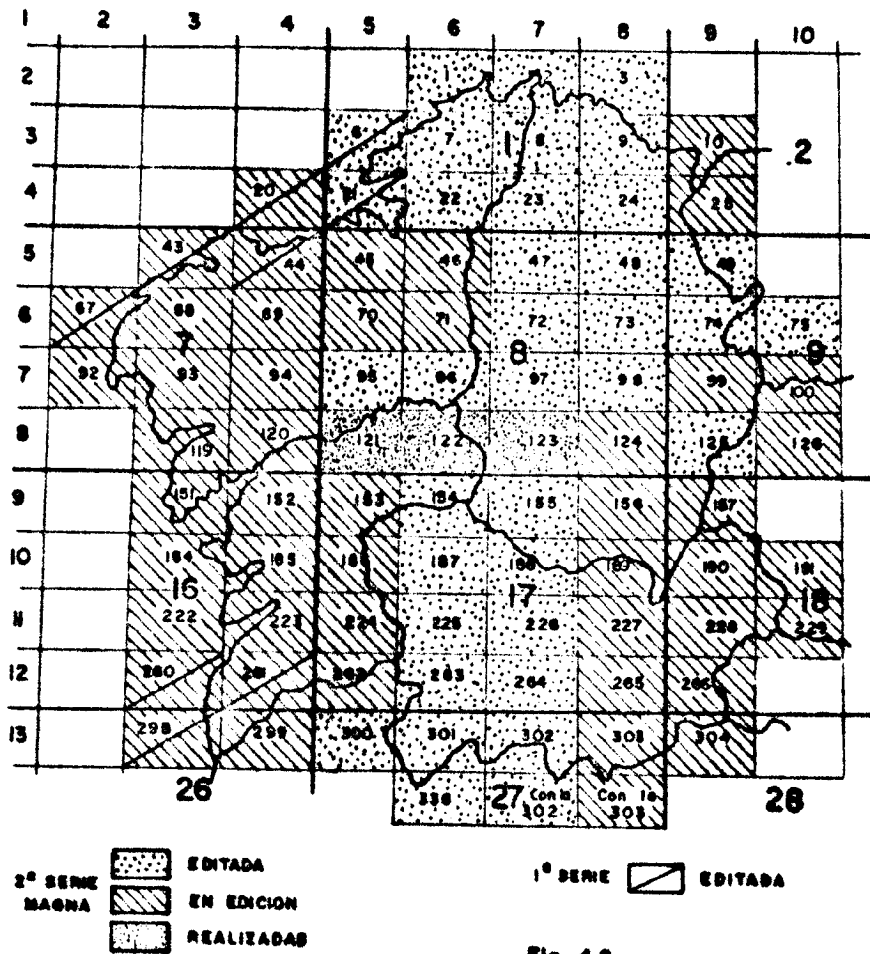 1 2 3 4 5 6 7 8 9 10
2 1 2 3
3 6 7 1 8 9 10 2
4 20 21 22 23 24 25
5 43 44 45 46 47 48 49
6 67 68 69 70 71 72 73 74 75
7 8 9
7 92 93 94 95 96 97 98 99 100
8 119 120 121 122 123 124 125 126
9 151 152 153 154 155 156 157
10 184 185 187 190 191
16 17 18
11 222 223 224 225 226 227 228 229
12 260 261 262 263 264 265 266
13 298 299 300 301 302 303 304
26 336 27 Con la 302 Con la 303 28
2ª SERIE MAGNA
EDITADA
EN EDICION
REALIZADAS
1ª SERIE EDITADA